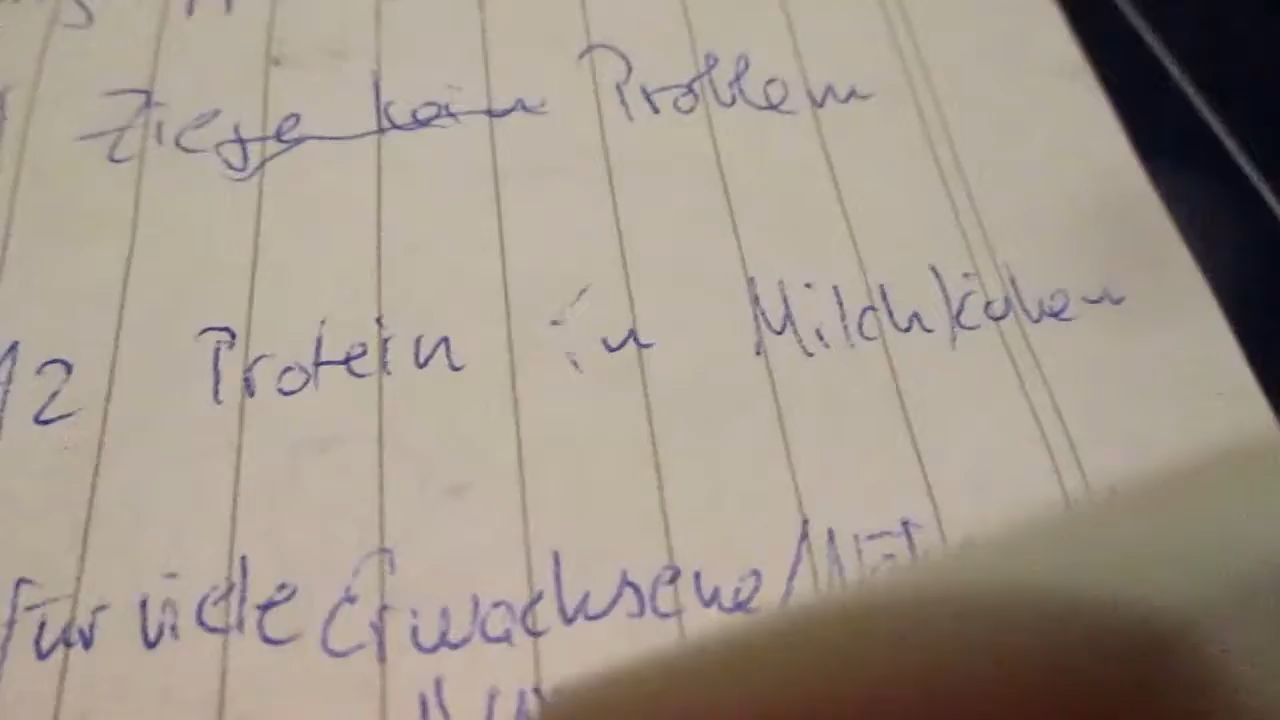 Ziege kein Problem
12 Protein in Milchkühen
für viele Erwachsene/